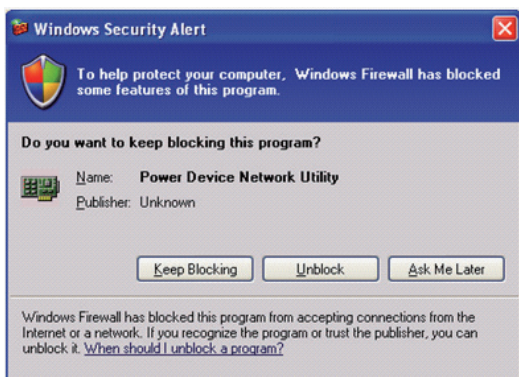 Windows Security Alert
To help protect your computer, Windows Firewall has blocked
some features of this program.
Do you want to keep blocking this program?
Name: Power Device Network Utility
Publisher: Unknown
Keep Blocking Unblock Ask Me Later
Windows Firewall has blocked this program from accepting connections from the
Internet or a network. If you recognize the program or trust the publisher, you can
unblock it. When should I unblock a program?